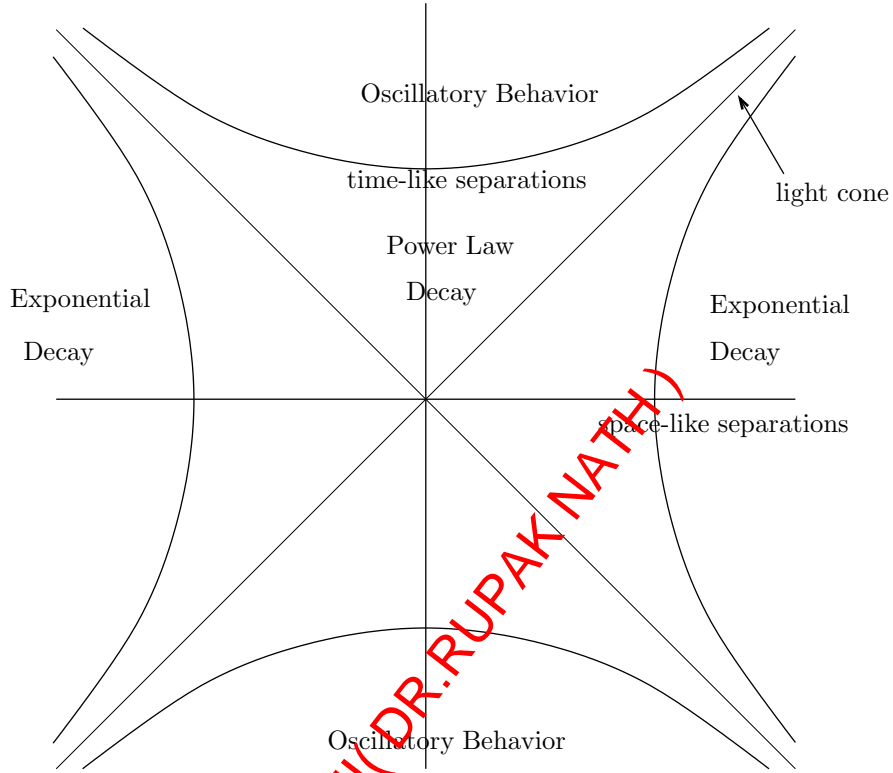 Oscillatory Behavior
time-like separations
light cone
Power Law
Decay
Exponential
Decay
Exponential
Decay
space-like separations
( DR.RUPAK NATH )
Oscillatory Behavior